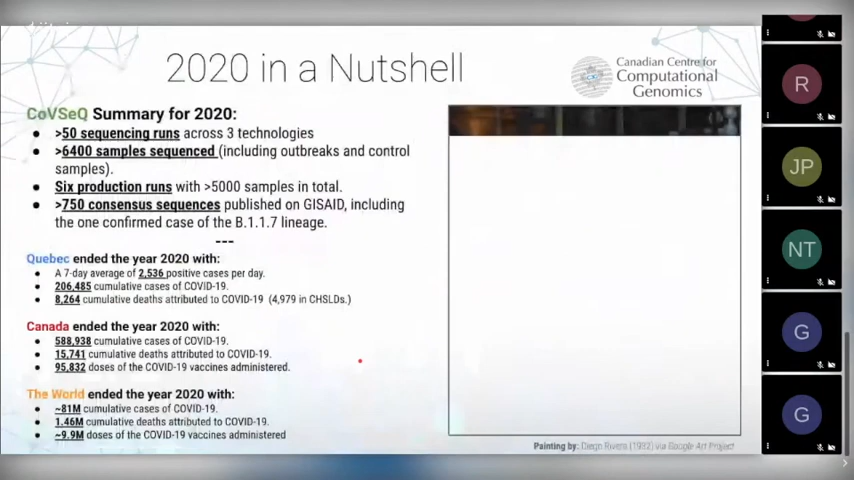 2020 in a Nutshell
Canadian Centre for
Computational
Genomics
CoVSeQ Summary for 2020:
● >50 sequencing runs across 3 technologies
● >6400 samples sequenced (including outbreaks and control
samples).
● Six production runs with >5000 samples in total.
● >750 consensus sequences published on GISAID, including
the one confirmed case of the B.1.1.7 lineage.
---
Quebec ended the year 2020 with:
● A 7-day average of 2,536 positive cases per day.
● 206,485 cumulative cases of COVID-19.
● 8,264 cumulative deaths attributed to COVID-19 (4,979 in CHSLDs.)
Canada ended the year 2020 with:
● 588,938 cumulative cases of COVID-19.
● 15,741 cumulative deaths attributed to COVID-19.
● 95,832 doses of the COVID-19 vaccines administered.
The World ended the year 2020 with:
● ~81M cumulative cases of COVID-19.
● 1.46M cumulative deaths attributed to COVID-19.
● ~9.9M doses of the COVID-19 vaccines administered
Painting by: Diego Rivera (1932) via Google Art Project
R
JP
NT
G
G